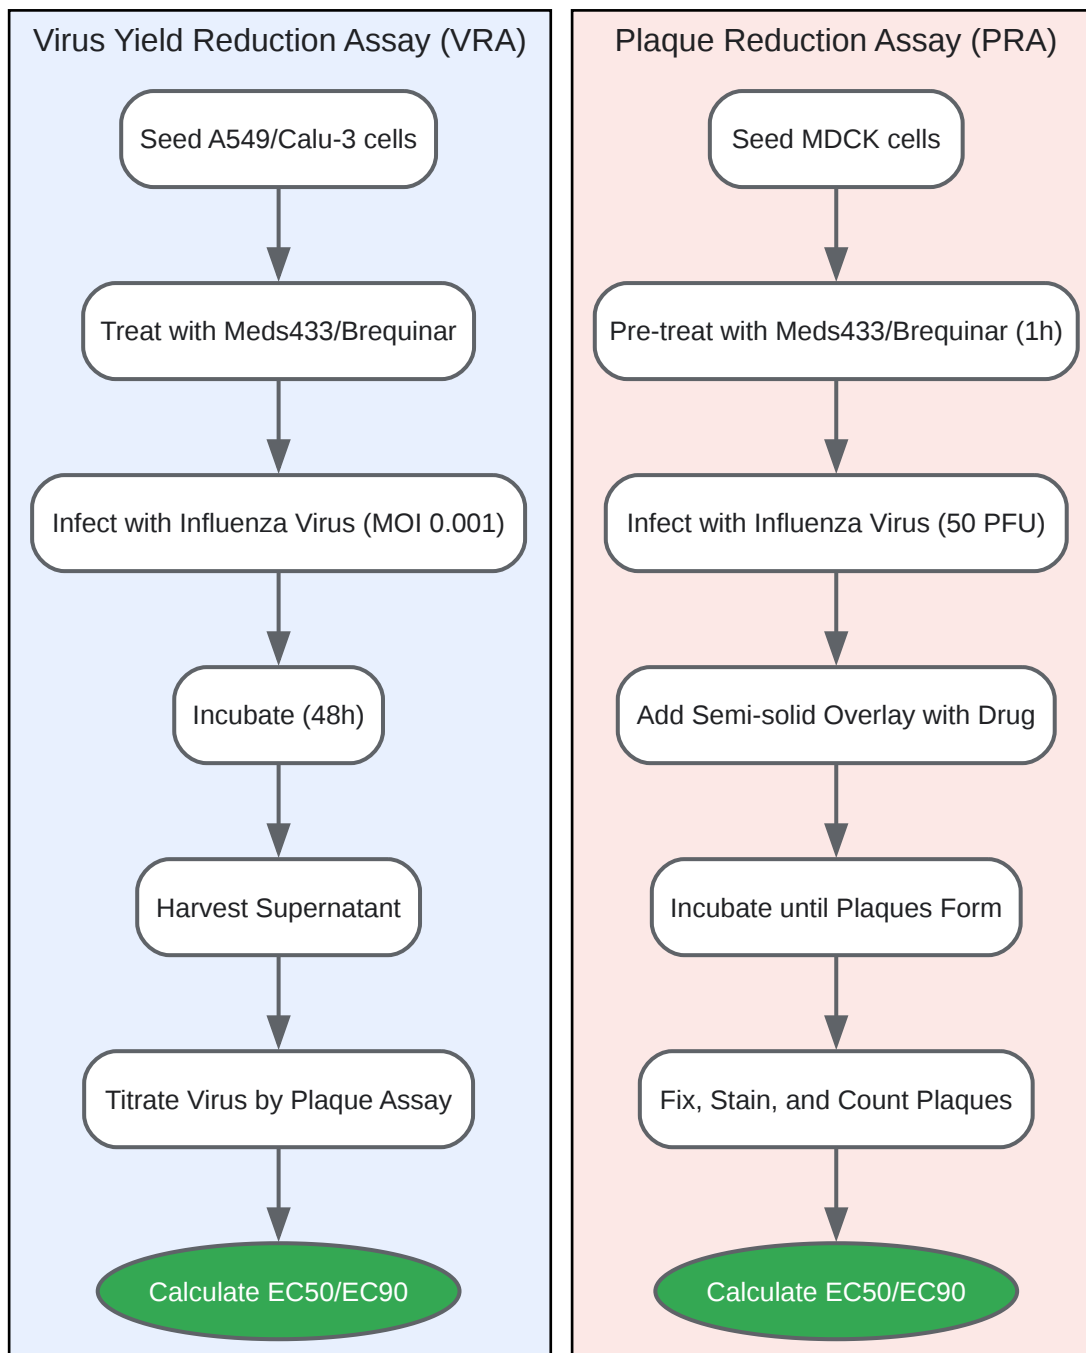 Virus Yield Reduction Assay (VRA)
Seed A549/Calu-3 cells
Treat with Meds433/Brequinar
Infect with Influenza Virus (MOI 0.001)
Incubate (48h)
Harvest Supernatant
Titrate Virus by Plaque Assay
Calculate EC50/EC90
Plaque Reduction Assay (PRA)
Seed MDCK cells
Pre-treat with Meds433/Brequinar (1h)
Infect with Influenza Virus (50 PFU)
Add Semi-solid Overlay with Drug
Incubate until Plaques Form
Fix, Stain, and Count Plaques
Calculate EC50/EC90